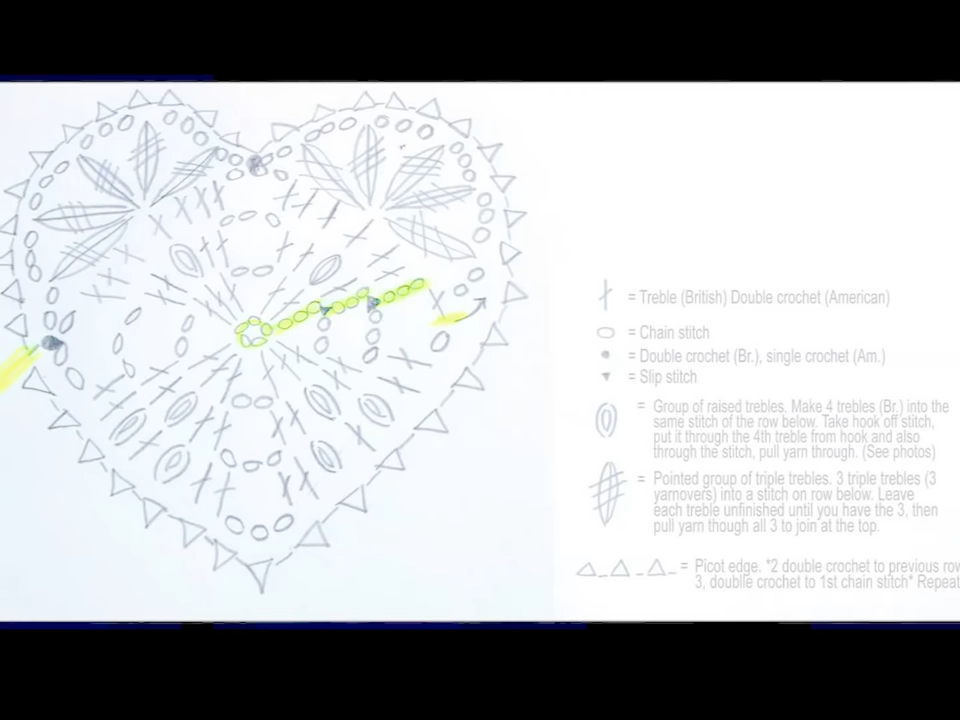 = Treble (British) Double crochet (American)
= Chain stitch
= Double crochet (Br.), single crochet (Am.)
= Slip stitch
= Group of raised trebles. Make 4 trebles (Br.) into the
same stitch of the row below. Take hook off stitch,
put it through the 4th treble from hook and also
through the stitch, pull yarn through. (See photos)
= Pointed group of triple trebles. 3 triple trebles (3
yarnovers) into a stitch on row below. Leave
each treble unfinished until you have the 3, then
pull yarn though all 3 to join at the top.
= Picot edge. *2 double crochet to previous row
3, doublle crochet to 1st chain stitch* Repeat